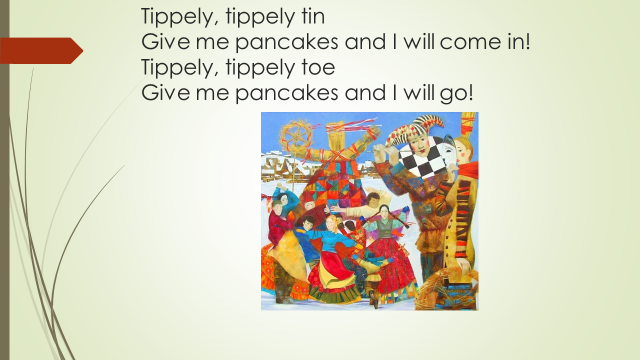 Tippely, tippely tin
Give me pancakes and I will come in!
Tippely, tippely toe
Give me pancakes and I will go!